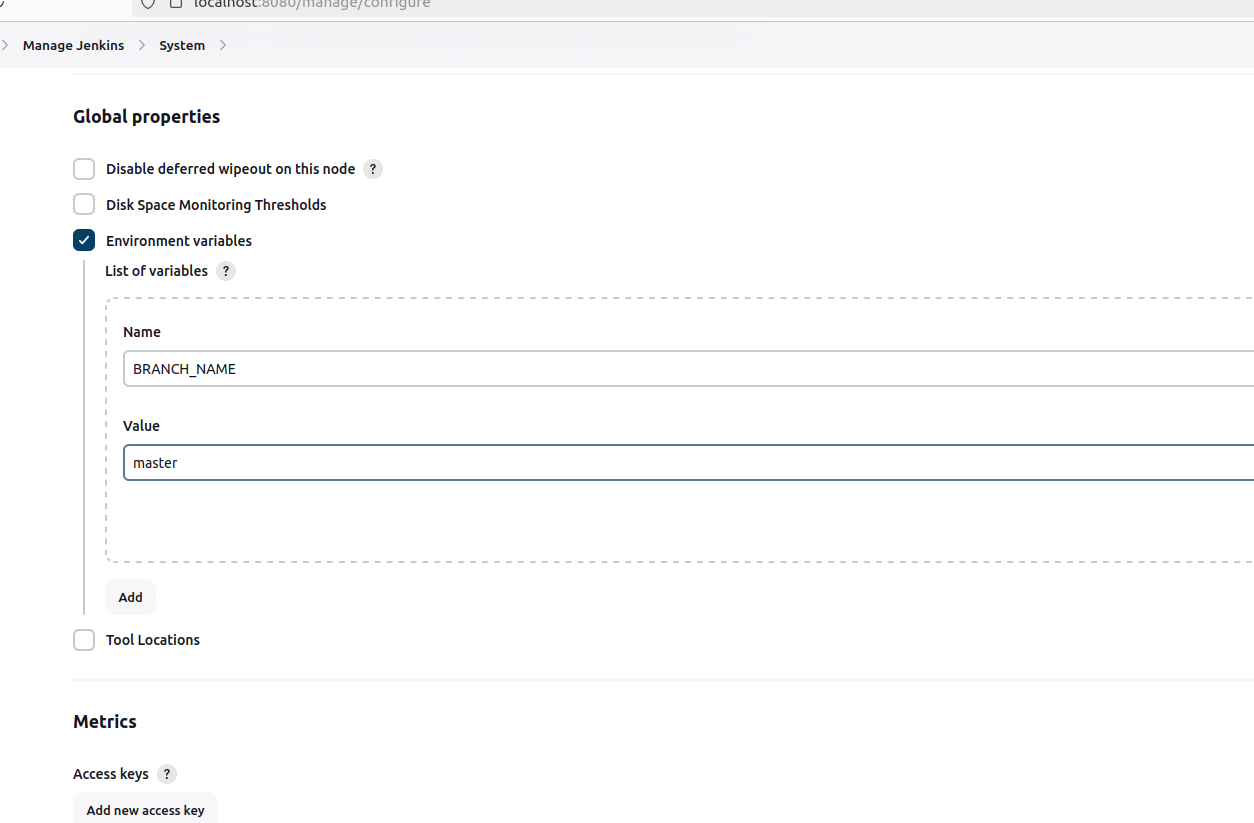 localhost:8080/manage/configure
Manage Jenkins
System
Global properties
Disable deferred wipeout on this node ?
Disk Space Monitoring Thresholds
Environment variables
List of variables ?
Name
BRANCH_NAME
Value
master
Add
Tool Locations
Metrics
Access keys ?
Add new access key